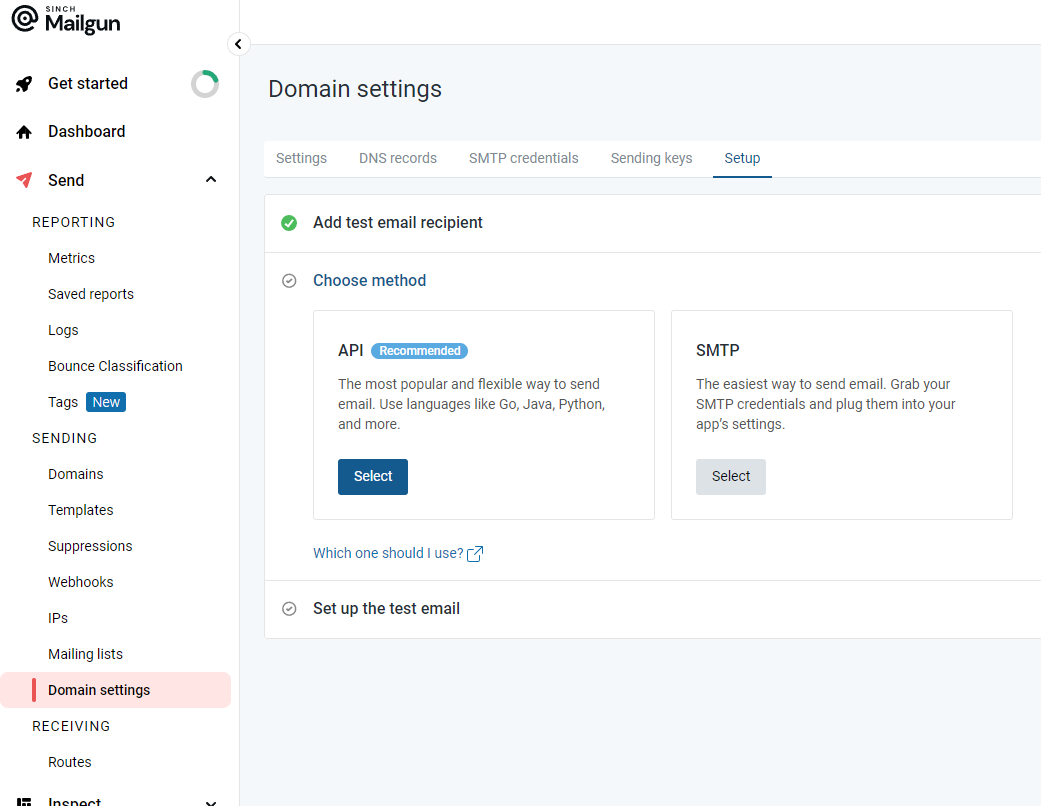 SINCH
Mailgun
Get started
Dashboard
Send
REPORTING
Metrics
Saved reports
Logs
Bounce Classification
Tags New
SENDING
Domains
Templates
Suppressions
Webhooks
IPs
Mailing lists
Domain settings
RECEIVING
Routes
Inspect
Domain settings
Settings DNS records SMTP credentials Sending keys Setup
Add test email recipient
Choose method
API Recommended
The most popular and flexible way to send
email. Use languages like Go, Java, Python,
and more.
Select
SMTP
The easiest way to send email. Grab your
SMTP credentials and plug them into your
app’s settings.
Select
Which one should I use?
Set up the test email